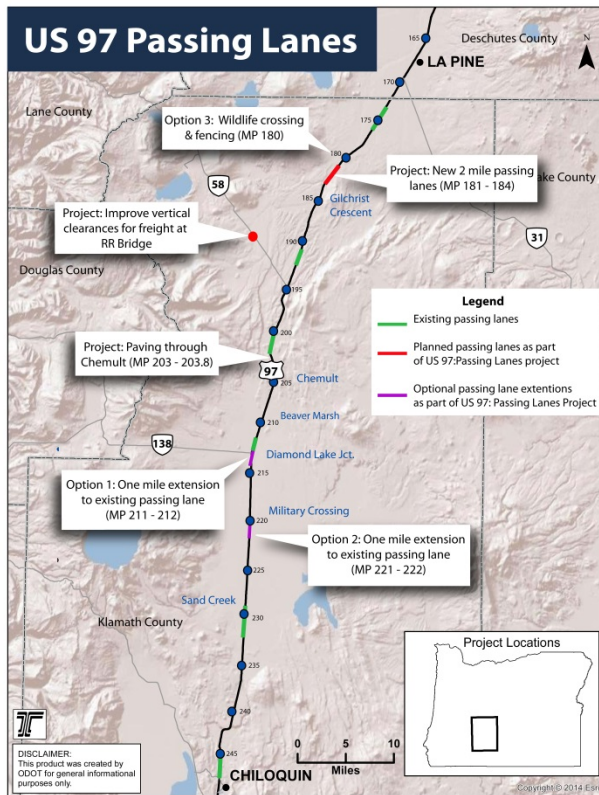 US 97 Passing Lanes
Deschutes County
N
165
LA PINE
170
Lane County
Option 3: Wildlife crossing
& fencing (MP 180)
175
180
58
Project: New 2 mile passing
lanes (MP 181 - 184)
ke County
185
Gilchrist
Crescent
Project: Improve vertical
clearances for freight at
RR Bridge
31
190
Douglas County
195
Legend
Existing passing lanes
Planned passing lanes as part
of US 97:Passing Lanes project
Optional passing lane extentions
as part of US 97: Passing Lanes Project
200
Project: Paving through
Chemult (MP 203 - 203.8)
97
Chemult
205
Beaver Marsh
210
138
Diamond Lake Jct.
215
Option 1: One mile extension
to existing passing lane
(MP 211 - 212)
Military Crossing
220
Option 2: One mile extension
to existing passing lane
(MP 221 - 222)
225
Sand Creek
230
Klamath County
Project Locations
235
240
DISCLAIMER:
This product was created by
ODOT for general informational
purposes only.
245
0 5 10
Miles
CHILOQUIN
Copyright © 2014 Esri